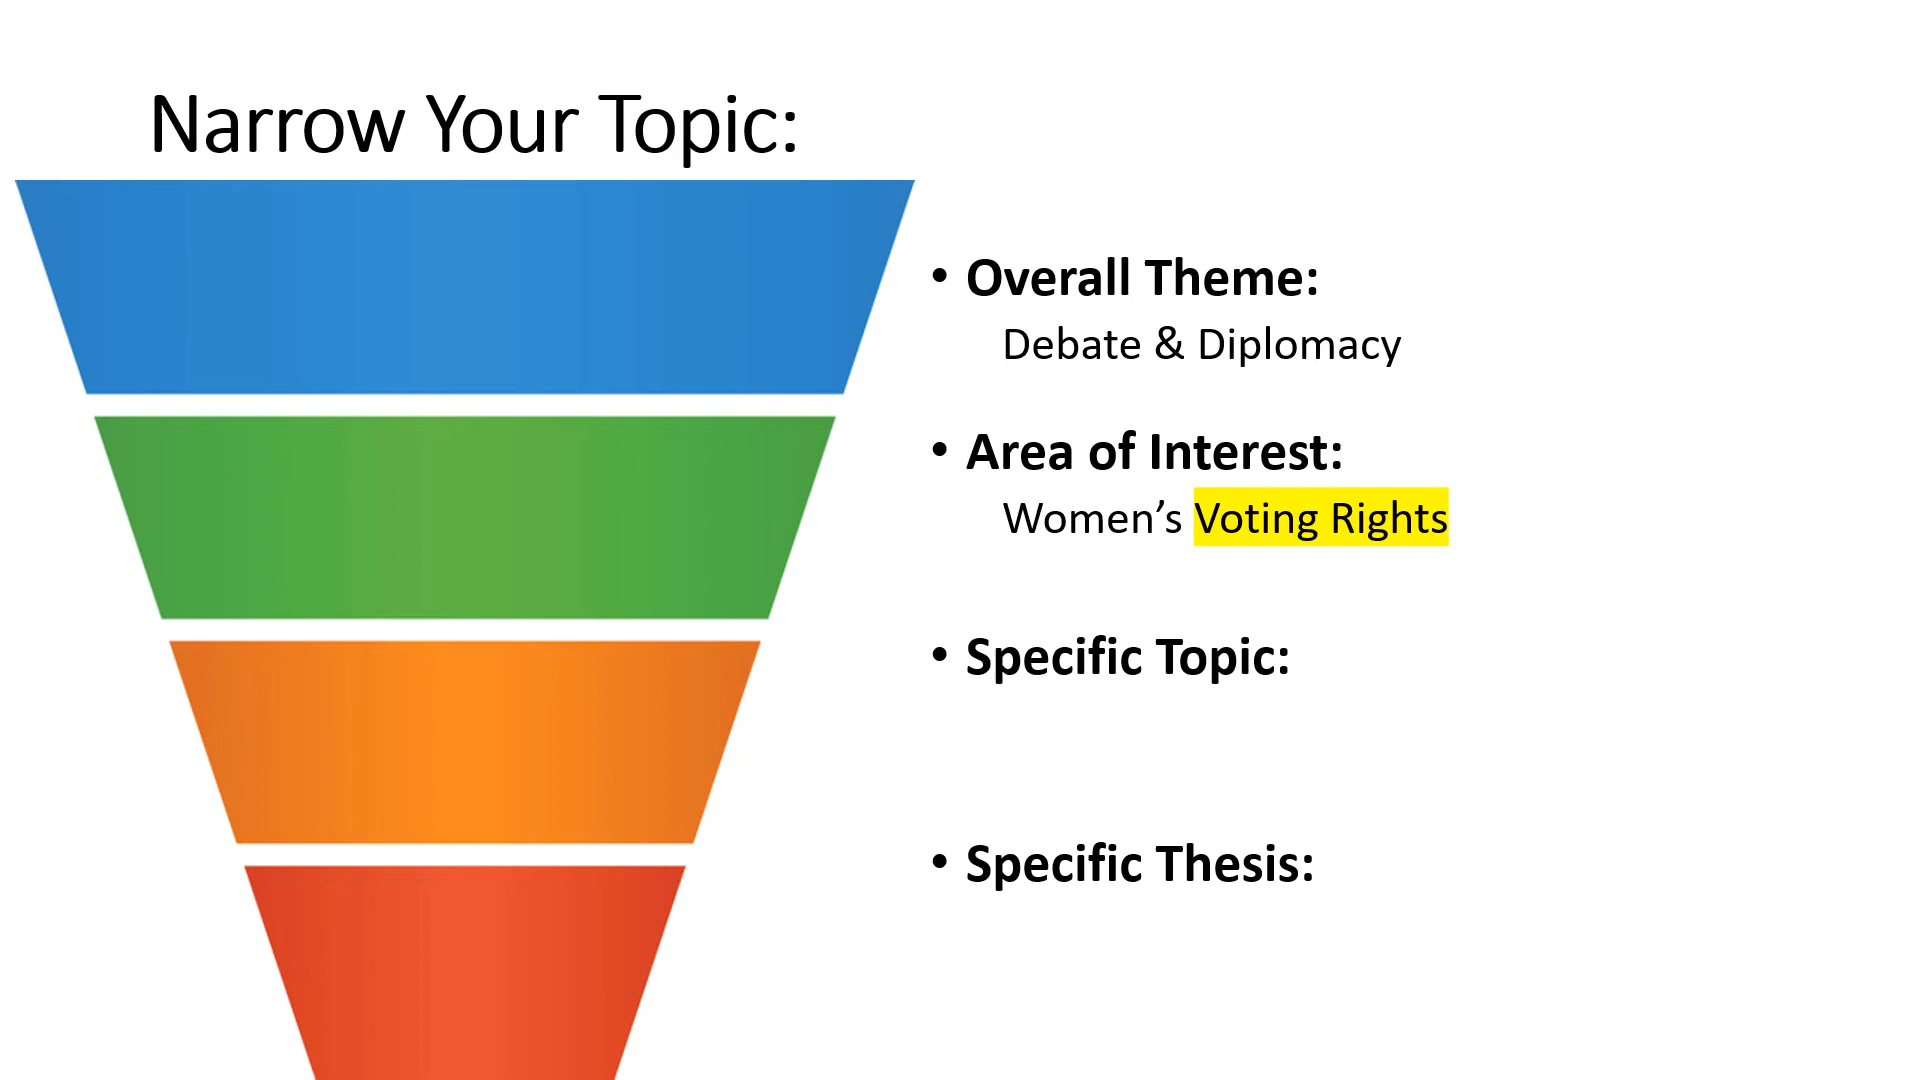 Narrow Your Topic:
• Overall Theme:
Debate & Diplomacy
• Area of Interest:
Women’s Voting Rights
• Specific Topic:
• Specific Thesis: